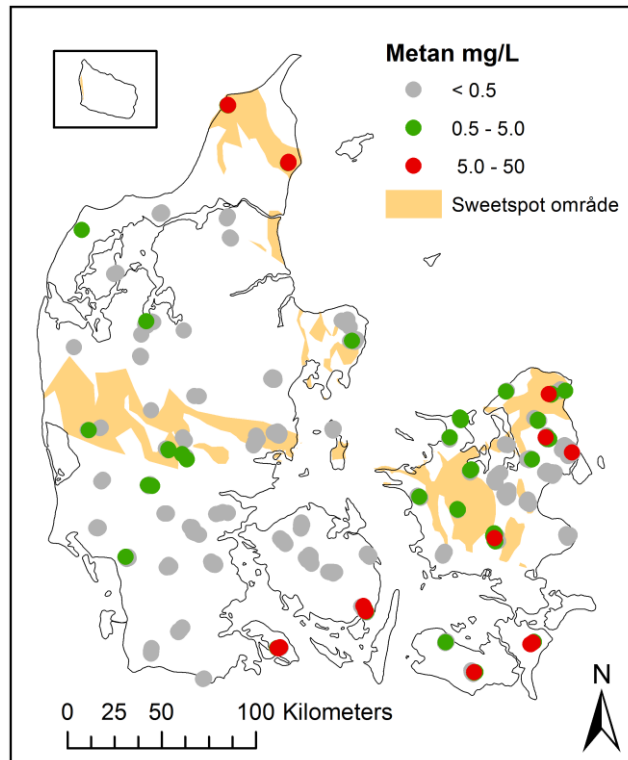 Metan mg/L
< 0.5
0.5 - 5.0
5.0 - 50
Sweetspot område
N
0 25 50 100 Kilometers